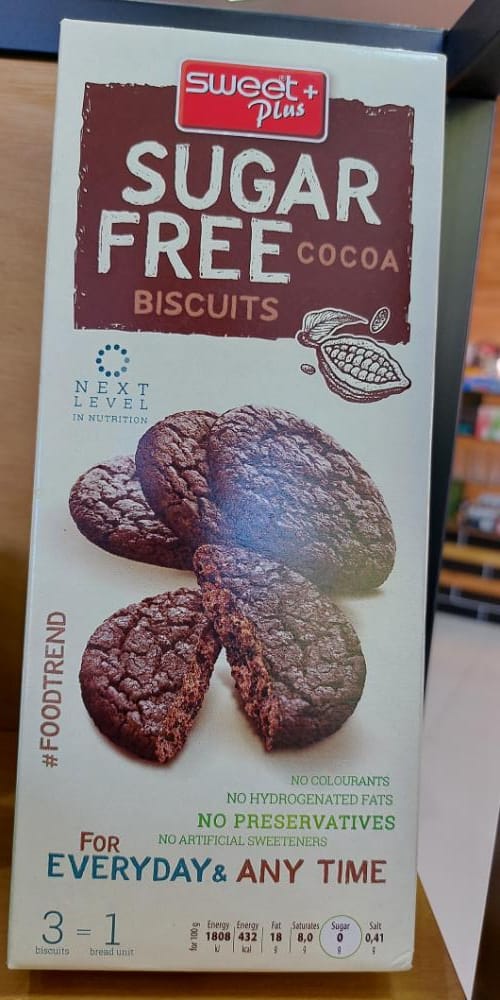 sweet+
Plus
SUGAR
FREE COCOA
BISCUITS
NEXT
LEVEL
IN NUTRITION
#FOODTREND
NO COLOURANTS
NO HYDROGENATED FATS
NO PRESERVATIVES
NO ARTIFICIAL SWEETENERS
FOR
EVERYDAY & ANY TIME
3 = 1
biscuits bread unit
for 100 g
Energy Energy Fat Saturates Sugar Salt
1808 432 18 8,0 0 0,41
kJ kcal g g g g